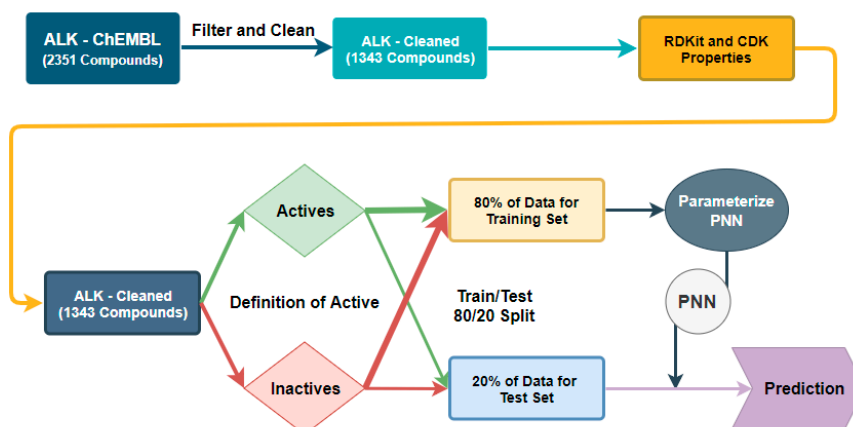 ALK - ChEMBL
(2351 Compounds)
Filter and Clean
ALK - Cleaned
(1343 Compounds)
RDKit and CDK
Properties
Actives
80% of Data for
Training Set
Parameterize
PNN
ALK - Cleaned
(1343 Compounds)
Definition of Active
Train/Test
80/20 Split
PNN
Inactives
20% of Data for
Test Set
Prediction